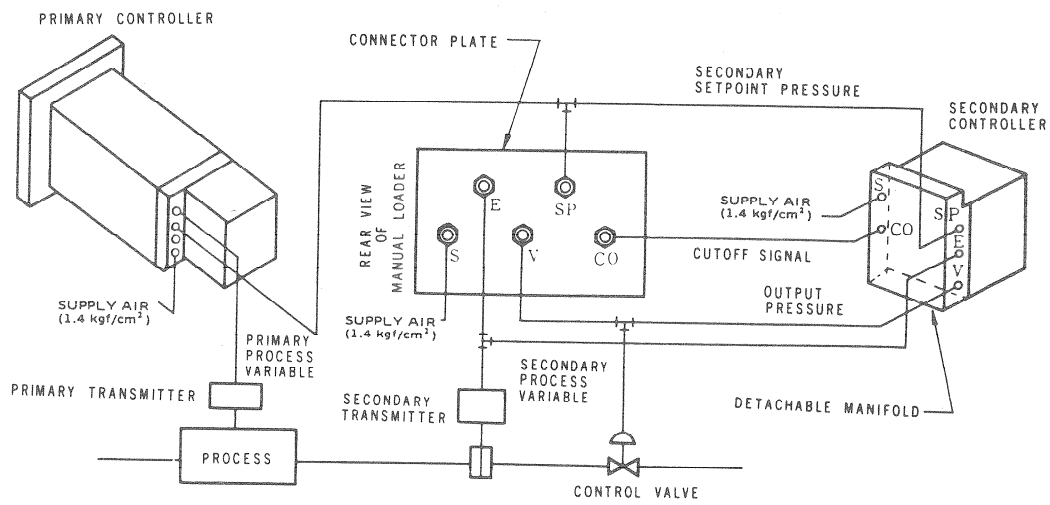 PRIMARY CONTROLLER
CONNECTOR PLATE
SECONDARY
SETPOINT PRESSURE
SECONDARY
CONTROLLER
REAR VIEW
OF
MANUAL LOADER
E
SP
S
V
CO
SUPPLY AIR
(1.4 kgf/cm²)
S
CO
SP
E
V
CUTOFF SIGNAL
OUTPUT
PRESSURE
SUPPLY AIR
(1.4 kgf/cm²)
SUPPLY AIR
(1.4 kgf/cm²)
PRIMARY
PROCESS
VARIABLE
SECONDARY
PROCESS
VARIABLE
PRIMARY TRANSMITTER
SECONDARY
TRANSMITTER
DETACHABLE MANIFOLD
PROCESS
CONTROL VALVE